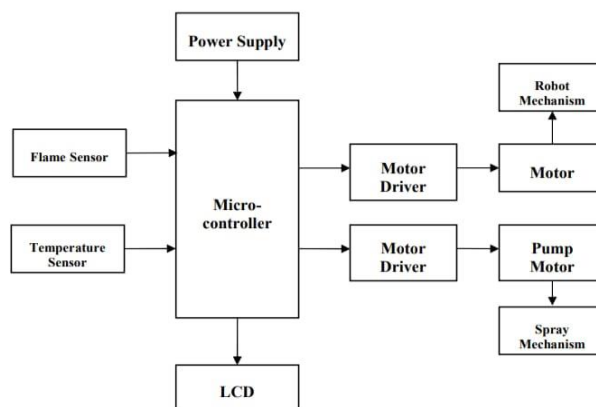 Power Supply
Robot
Mechanism
Flame Sensor
Motor
Driver
Motor
Micro-
controller
Temperature
Sensor
Motor
Driver
Pump
Motor
Spray
Mechanism
LCD